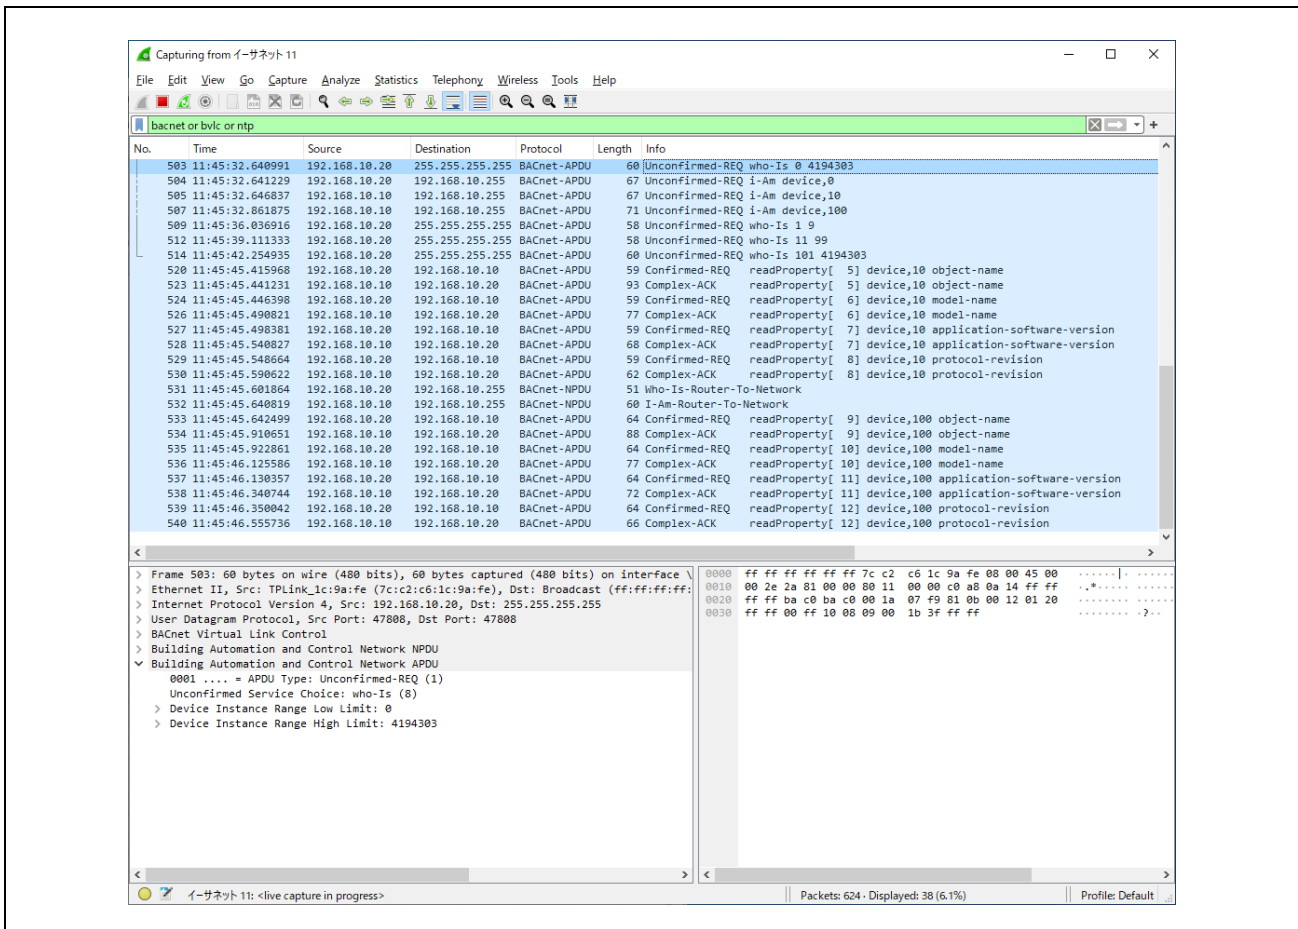 Capturing from イーサネット 11
File Edit View Go Capture Analyze Statistics Telephony Wireless Tools Help
bacnet or bvlc or ntp
No. Time Source Destination Protocol Length Info
503 11:45:32.640991 192.168.10.20 255.255.255.255 BACnet-APDU 60 Unconfirmed-REQ who-Is 0 4194303
504 11:45:32.641229 192.168.10.20 192.168.10.255 BACnet-APDU 67 Unconfirmed-REQ i-Am device,0
505 11:45:32.646837 192.168.10.10 192.168.10.255 BACnet-APDU 67 Unconfirmed-REQ i-Am device,10
507 11:45:32.861875 192.168.10.10 192.168.10.255 BACnet-APDU 71 Unconfirmed-REQ i-Am device,100
509 11:45:36.036916 192.168.10.20 255.255.255.255 BACnet-APDU 58 Unconfirmed-REQ who-Is 1 9
512 11:45:39.111333 192.168.10.20 255.255.255.255 BACnet-APDU 58 Unconfirmed-REQ who-Is 11 99
514 11:45:42.254935 192.168.10.20 255.255.255.255 BACnet-APDU 60 Unconfirmed-REQ who-Is 101 4194303
520 11:45:45.415968 192.168.10.20 192.168.10.10 BACnet-APDU 59 Confirmed-REQ readProperty[ 5] device,10 object-name
523 11:45:45.441231 192.168.10.10 192.168.10.20 BACnet-APDU 93 Complex-ACK readProperty[ 5] device,10 object-name
524 11:45:45.446398 192.168.10.20 192.168.10.10 BACnet-APDU 59 Confirmed-REQ readProperty[ 6] device,10 model-name
526 11:45:45.490821 192.168.10.10 192.168.10.20 BACnet-APDU 77 Complex-ACK readProperty[ 6] device,10 model-name
527 11:45:45.498381 192.168.10.20 192.168.10.10 BACnet-APDU 59 Confirmed-REQ readProperty[ 7] device,10 application-software-version
528 11:45:45.540827 192.168.10.10 192.168.10.20 BACnet-APDU 68 Complex-ACK readProperty[ 7] device,10 application-software-version
529 11:45:45.548664 192.168.10.20 192.168.10.10 BACnet-APDU 59 Confirmed-REQ readProperty[ 8] device,10 protocol-revision
530 11:45:45.590622 192.168.10.10 192.168.10.20 BACnet-APDU 62 Complex-ACK readProperty[ 8] device,10 protocol-revision
531 11:45:45.601864 192.168.10.20 192.168.10.255 BACnet-NPDU 51 Who-Is-Router-To-Network
532 11:45:45.640819 192.168.10.10 192.168.10.255 BACnet-NPDU 60 I-Am-Router-To-Network
533 11:45:45.642499 192.168.10.20 192.168.10.10 BACnet-APDU 64 Confirmed-REQ readProperty[ 9] device,100 object-name
534 11:45:45.910651 192.168.10.10 192.168.10.20 BACnet-APDU 88 Complex-ACK readProperty[ 9] device,100 object-name
535 11:45:45.922861 192.168.10.20 192.168.10.10 BACnet-APDU 64 Confirmed-REQ readProperty[ 10] device,100 model-name
536 11:45:46.125586 192.168.10.10 192.168.10.20 BACnet-APDU 77 Complex-ACK readProperty[ 10] device,100 model-name
537 11:45:46.130357 192.168.10.20 192.168.10.10 BACnet-APDU 64 Confirmed-REQ readProperty[ 11] device,100 application-software-version
538 11:45:46.340744 192.168.10.10 192.168.10.20 BACnet-APDU 72 Complex-ACK readProperty[ 11] device,100 application-software-version
539 11:45:46.350042 192.168.10.20 192.168.10.10 BACnet-APDU 64 Confirmed-REQ readProperty[ 12] device,100 protocol-revision
540 11:45:46.555736 192.168.10.10 192.168.10.20 BACnet-APDU 66 Complex-ACK readProperty[ 12] device,100 protocol-revision
Frame 503: 60 bytes on wire (480 bits), 60 bytes captured (480 bits) on interface \
Ethernet II, Src: TPLink_1c:9a:fe (7c:c2:c6:1c:9a:fe), Dst: Broadcast (ff:ff:ff:ff:
Internet Protocol Version 4, Src: 192.168.10.20, Dst: 255.255.255.255
User Datagram Protocol, Src Port: 47808, Dst Port: 47808
BACnet Virtual Link Control
Building Automation and Control Network NPDU
Building Automation and Control Network APDU
0001 .... = APDU Type: Unconfirmed-REQ (1)
Unconfirmed Service Choice: who-Is (8)
Device Instance Range Low Limit: 0
Device Instance Range High Limit: 4194303
0000 ff ff ff ff ff ff 7c c2 c6 1c 9a fe 08 00 45 00 ······|· ······E·
0010 00 2e 2a 81 00 00 80 11 00 00 c0 a8 0a 14 ff ff ·.*····· ········
0020 ff ff ba c0 ba c0 00 1a 07 f9 81 0b 00 12 01 20 ········ ·······
0030 ff ff 00 ff 10 08 09 00 1b 3f ff ff ········ ·?··
イーサネット 11: <live capture in progress>
Packets: 624 · Displayed: 38 (6.1%)
Profile: Default